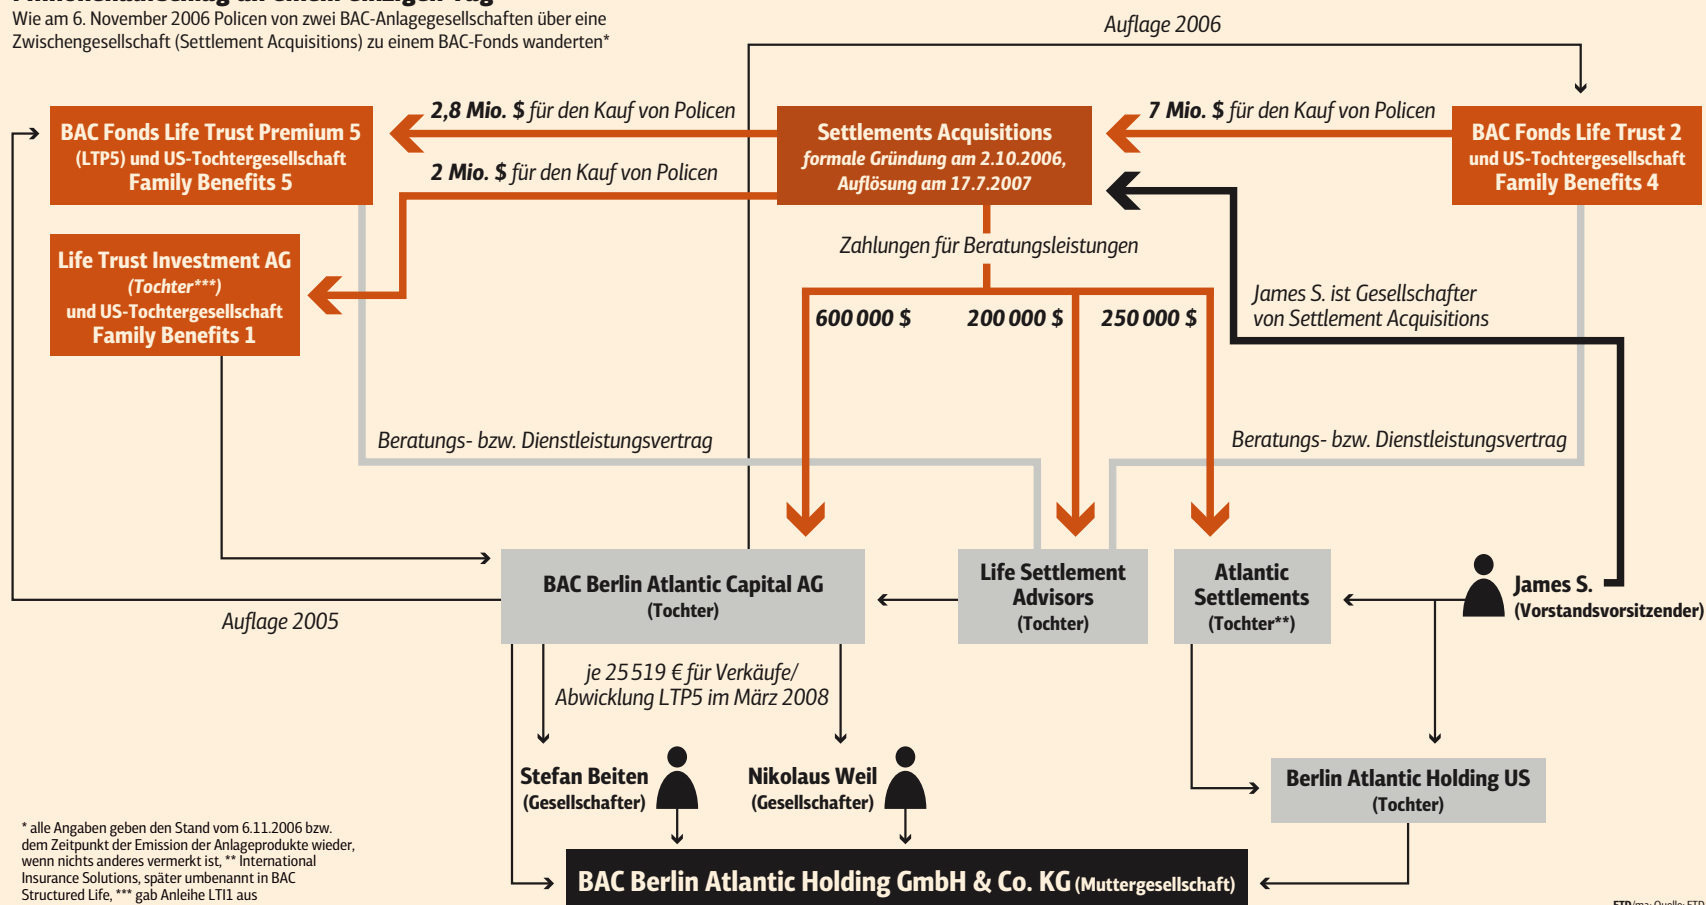 Millionenaufschlag an einem einzigen Tag
Wie am 6. November 2006 Policen von zwei BAC-Anlagegesellschaften über eine
Zwischengesellschaft (Settlement Acquisitions) zu einem BAC-Fonds wanderten*
Auflage 2006
BAC Fonds Life Trust Premium 5
(LTP5) und US-Tochtergesellschaft
Family Benefits 5
2,8 Mio. $ für den Kauf von Policen
2 Mio. $ für den Kauf von Policen
Settlements Acquisitions
formale Gründung am 2.10.2006,
Auflösung am 17.7.2007
7 Mio. $ für den Kauf von Policen
BAC Fonds Life Trust 2
und US-Tochtergesellschaft
Family Benefits 4
Life Trust Investment AG
(Tochter***)
und US-Tochtergesellschaft
Family Benefits 1
Zahlungen für Beratungsleistungen
600 000 $
200 000 $
250 000 $
James S. ist Gesellschafter
von Settlement Acquisitions
Beratungs- bzw. Dienstleistungsvertrag
Beratungs- bzw. Dienstleistungsvertrag
BAC Berlin Atlantic Capital AG
(Tochter)
Life Settlement
Advisors
(Tochter)
Atlantic
Settlements
(Tochter**)
James S.
(Vorstandsvorsitzender)
Auflage 2005
je 25 519 € für Verkäufe/
Abwicklung LTP5 im März 2008
Stefan Beiten
(Gesellschafter)
Nikolaus Weil
(Gesellschafter)
Berlin Atlantic Holding US
(Tochter)
* alle Angaben geben den Stand vom 6.11.2006 bzw.
dem Zeitpunkt der Emission der Anlageprodukte wieder,
wenn nichts anderes vermerkt ist, ** International
Insurance Solutions, später umbenannt in BAC
Structured Life, *** gab Anleihe LTI1 aus
BAC Berlin Atlantic Holding GmbH & Co. KG (Muttergesellschaft)
FTD/ma; Quelle: FTD